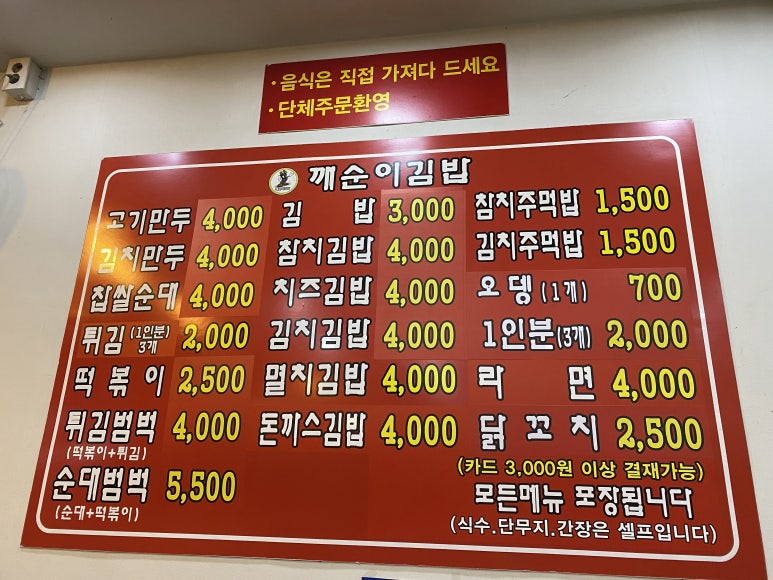 · 음식은 직접 가져다 드세요
· 단체주문환영
깨순이김밥
고기만두 4,000
김치만두 4,000
찹쌀순대 4,000
튀김 (1인분) 3개 2,000
떡볶이 2,500
튀김범벅 4,000
(떡볶이+튀김)
순대범벅 5,500
(순대+떡볶이)
김 밥 3,000
참치김밥 4,000
치즈김밥 4,000
김치김밥 4,000
멸치김밥 4,000
돈까스김밥 4,000
참치주먹밥 1,500
김치주먹밥 1,500
오뎅 (1개) 700
1인분(3개) 2,000
라 면 4,000
닭꼬치 2,500
(카드 3,000원 이상 결재가능)
모든메뉴 포장됩니다
(식수.단무지.간장은 셀프입니다)